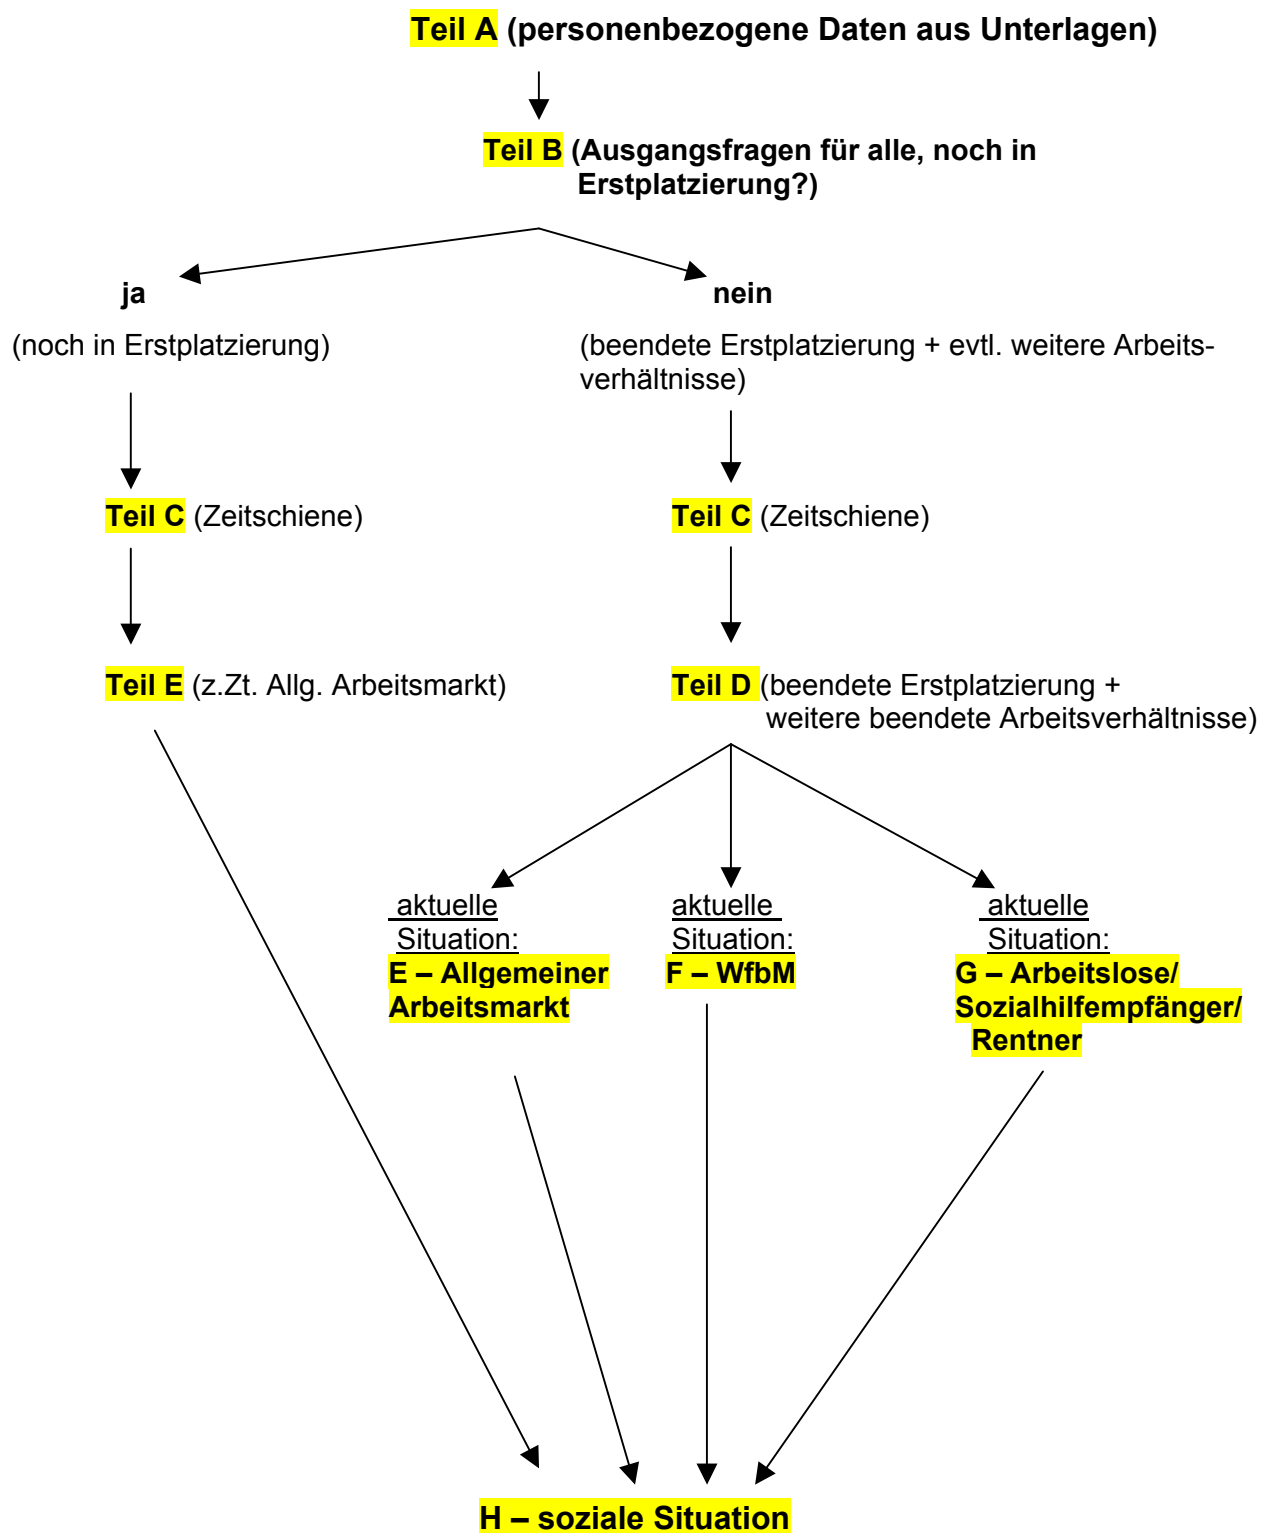 Teil A (personenbezogene Daten aus Unterlagen)
Teil B (Ausgangsfragen für alle, noch in
Erstplatzierung?)
ja
nein
(noch in Erstplatzierung)
(beendete Erstplatzierung + evtl. weitere Arbeits-
verhältnisse)
Teil C (Zeitschiene)
Teil C (Zeitschiene)
Teil E (z.Zt. Allg. Arbeitsmarkt)
Teil D (beendete Erstplatzierung +
weitere beendete Arbeitsverhältnisse)
aktuelle
Situation:
E – Allgemeiner
Arbeitsmarkt
aktuelle
Situation:
F – WfbM
aktuelle
Situation:
G – Arbeitslose/
Sozialhilfempfänger/
Rentner
H – soziale Situation